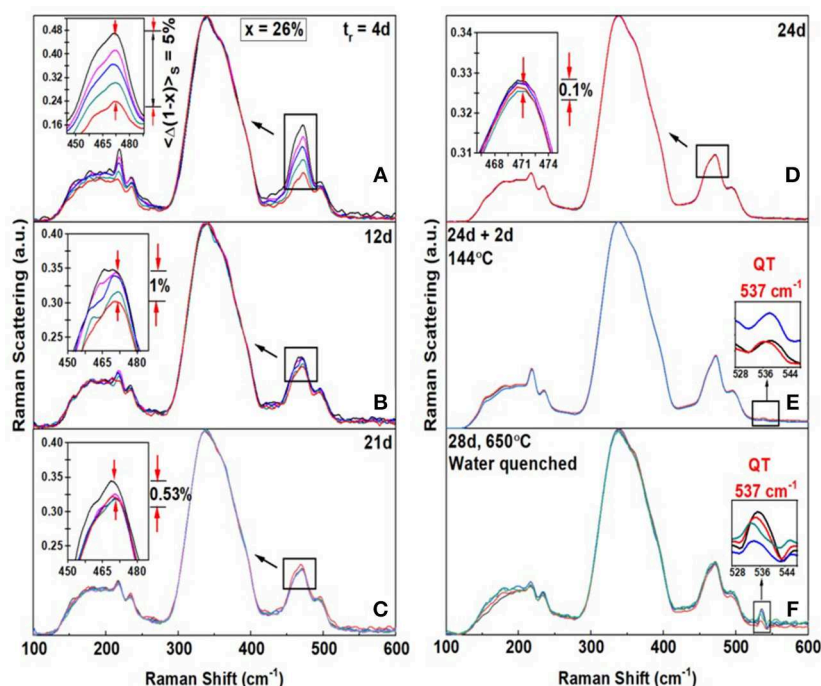 x = 26%
t_r = 4d
<Δ(1-x)>_S = 5%
0.48
0.40
0.32
0.24
0.16
450 465 480
A
12d
0.40
0.35
0.30
0.25
1%
450 465 480
B
21d
0.40
0.35
0.30
0.25
0.53%
450 465 480
C
100 200 300 400 500 600
Raman Shift (cm⁻¹)
Raman Scattering (a.u.)
24d
0.34
0.33
0.32
0.31
0.1%
468 471 474
D
24d + 2d
144°C
QT
537 cm⁻¹
528 536 544
E
28d, 650°C
Water quenched
QT
537 cm⁻¹
528 536 544
F
100 200 300 400 500 600
Raman Shift (cm⁻¹)
Raman Scattering (a.u.)